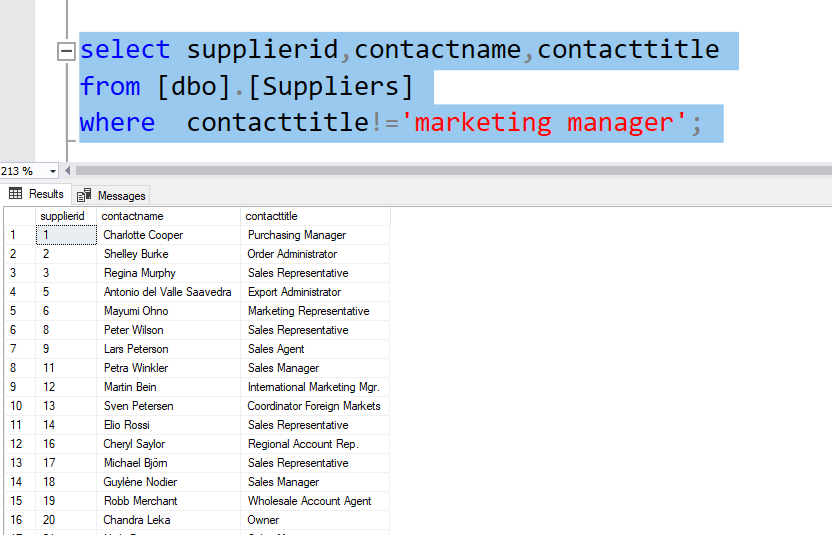 select supplierid,contactname,contacttitle
from [dbo].[Suppliers]
where  contacttitle!='marketing manager';
213 %
Results Messages
supplierid contactname contacttitle
1 1 Charlotte Cooper Purchasing Manager
2 2 Shelley Burke Order Administrator
3 3 Regina Murphy Sales Representative
4 5 Antonio del Valle Saavedra Export Administrator
5 6 Mayumi Ohno Marketing Representative
6 8 Peter Wilson Sales Representative
7 9 Lars Peterson Sales Agent
8 11 Petra Winkler Sales Manager
9 12 Martin Bein International Marketing Mgr.
10 13 Sven Petersen Coordinator Foreign Markets
11 14 Elio Rossi Sales Representative
12 16 Cheryl Saylor Regional Account Rep.
13 17 Michael Björn Sales Representative
14 18 Guylène Nodier Sales Manager
15 19 Robb Merchant Wholesale Account Agent
16 20 Chandra Leka Owner